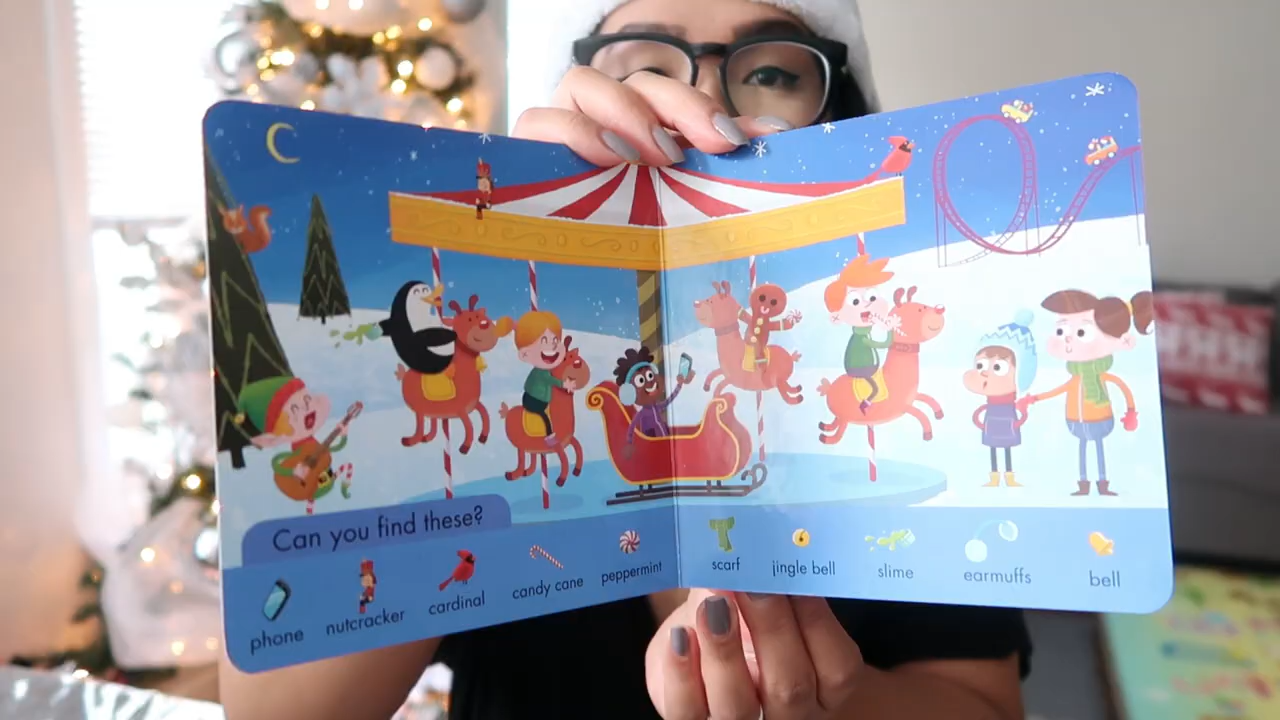 Can you find these?
phone
nutcracker
cardinal
candy cane
peppermint
scarf
jingle bell
slime
earmuffs
bell